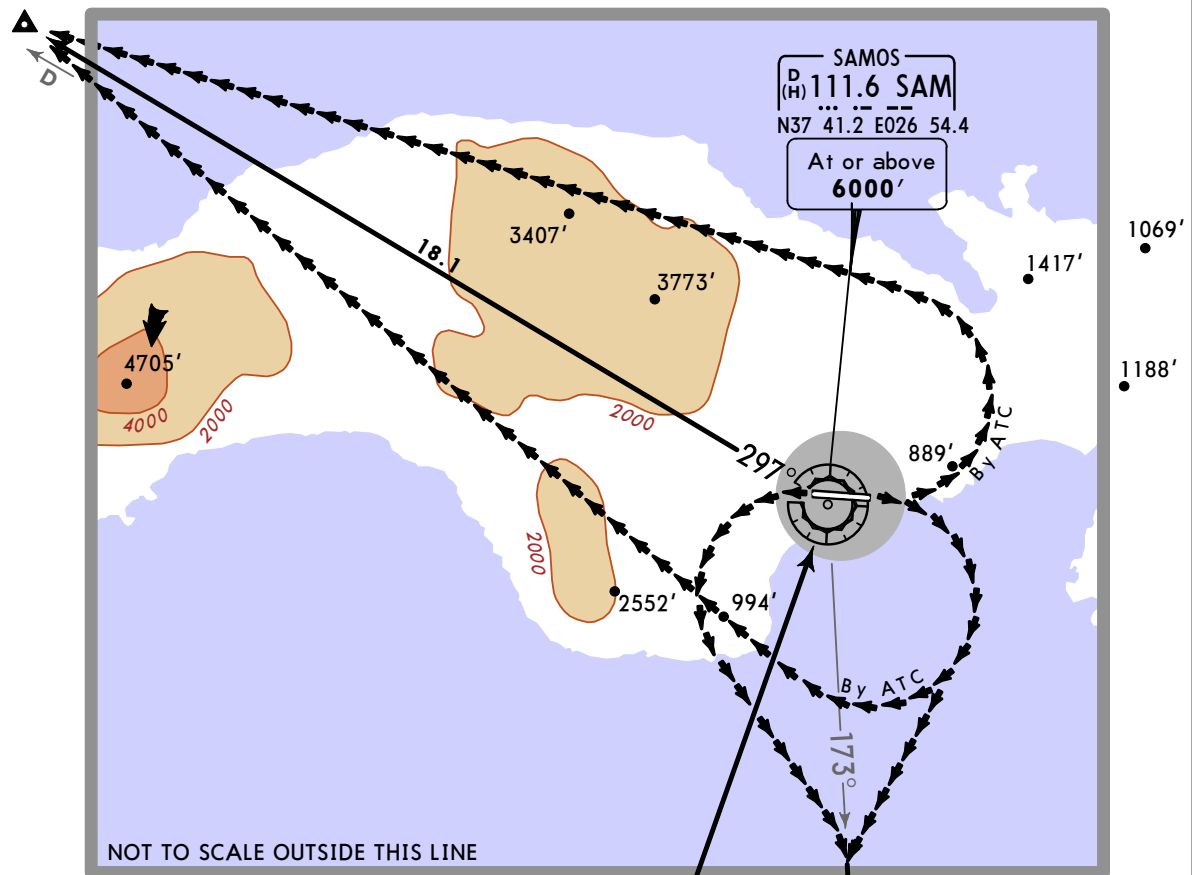 D
SAMOS
D
(H) 111.6 SAM
N37 41.2 E026 54.4
At or above
6000′
3407′
1069′
1417′
18.1
3773′
4705′
1188′
4000
2000
2000
By ATC
889′
297°
2000
2552′
994′
By ATC
173°
NOT TO SCALE OUTSIDE THIS LINE